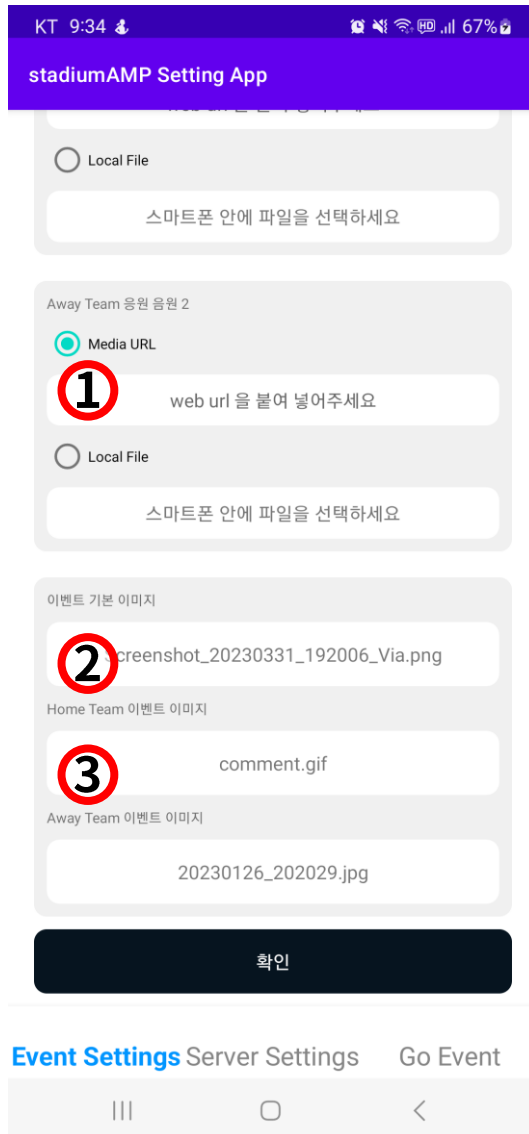 KT 9:34
67%
stadiumAMP Setting App
Local File
스마트폰 안에 파일을 선택하세요
Away Team 응원 음원 2
Media URL
1
web url 을 붙여 넣어주세요
Local File
스마트폰 안에 파일을 선택하세요
이벤트 기본 이미지
2
creenshot_20230331_192006_Via.png
Home Team 이벤트 이미지
3
comment.gif
Away Team 이벤트 이미지
20230126_202029.jpg
확인
Event Settings Server Settings Go Event